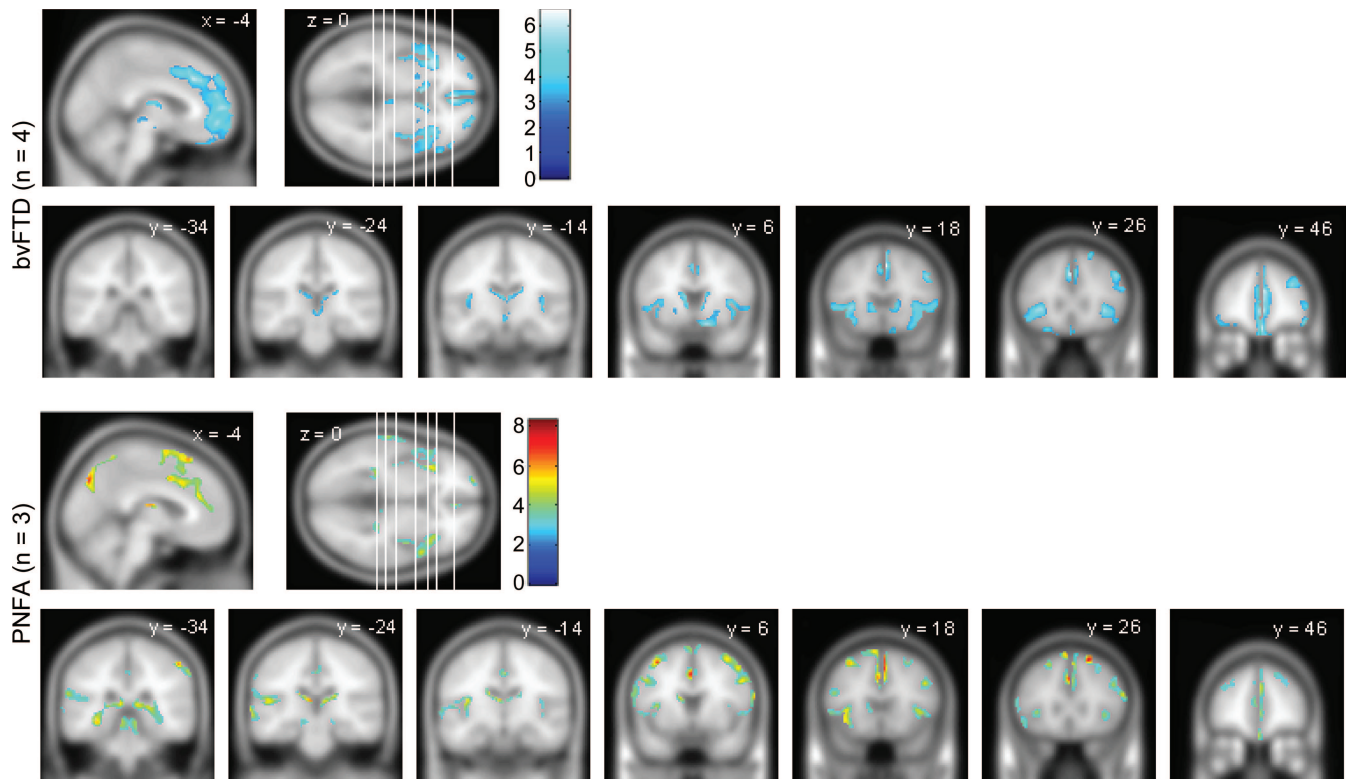 bvFTD (n = 4)
x = -4
z = 0
6
5
4
3
2
1
0
y = -34
y = -24
y = -14
y = 6
y = 18
y = 26
y = 46
PNFA (n = 3)
x = -4
z = 0
8
6
4
2
0
y = -34
y = -24
y = -14
y = 6
y = 18
y = 26
y = 46